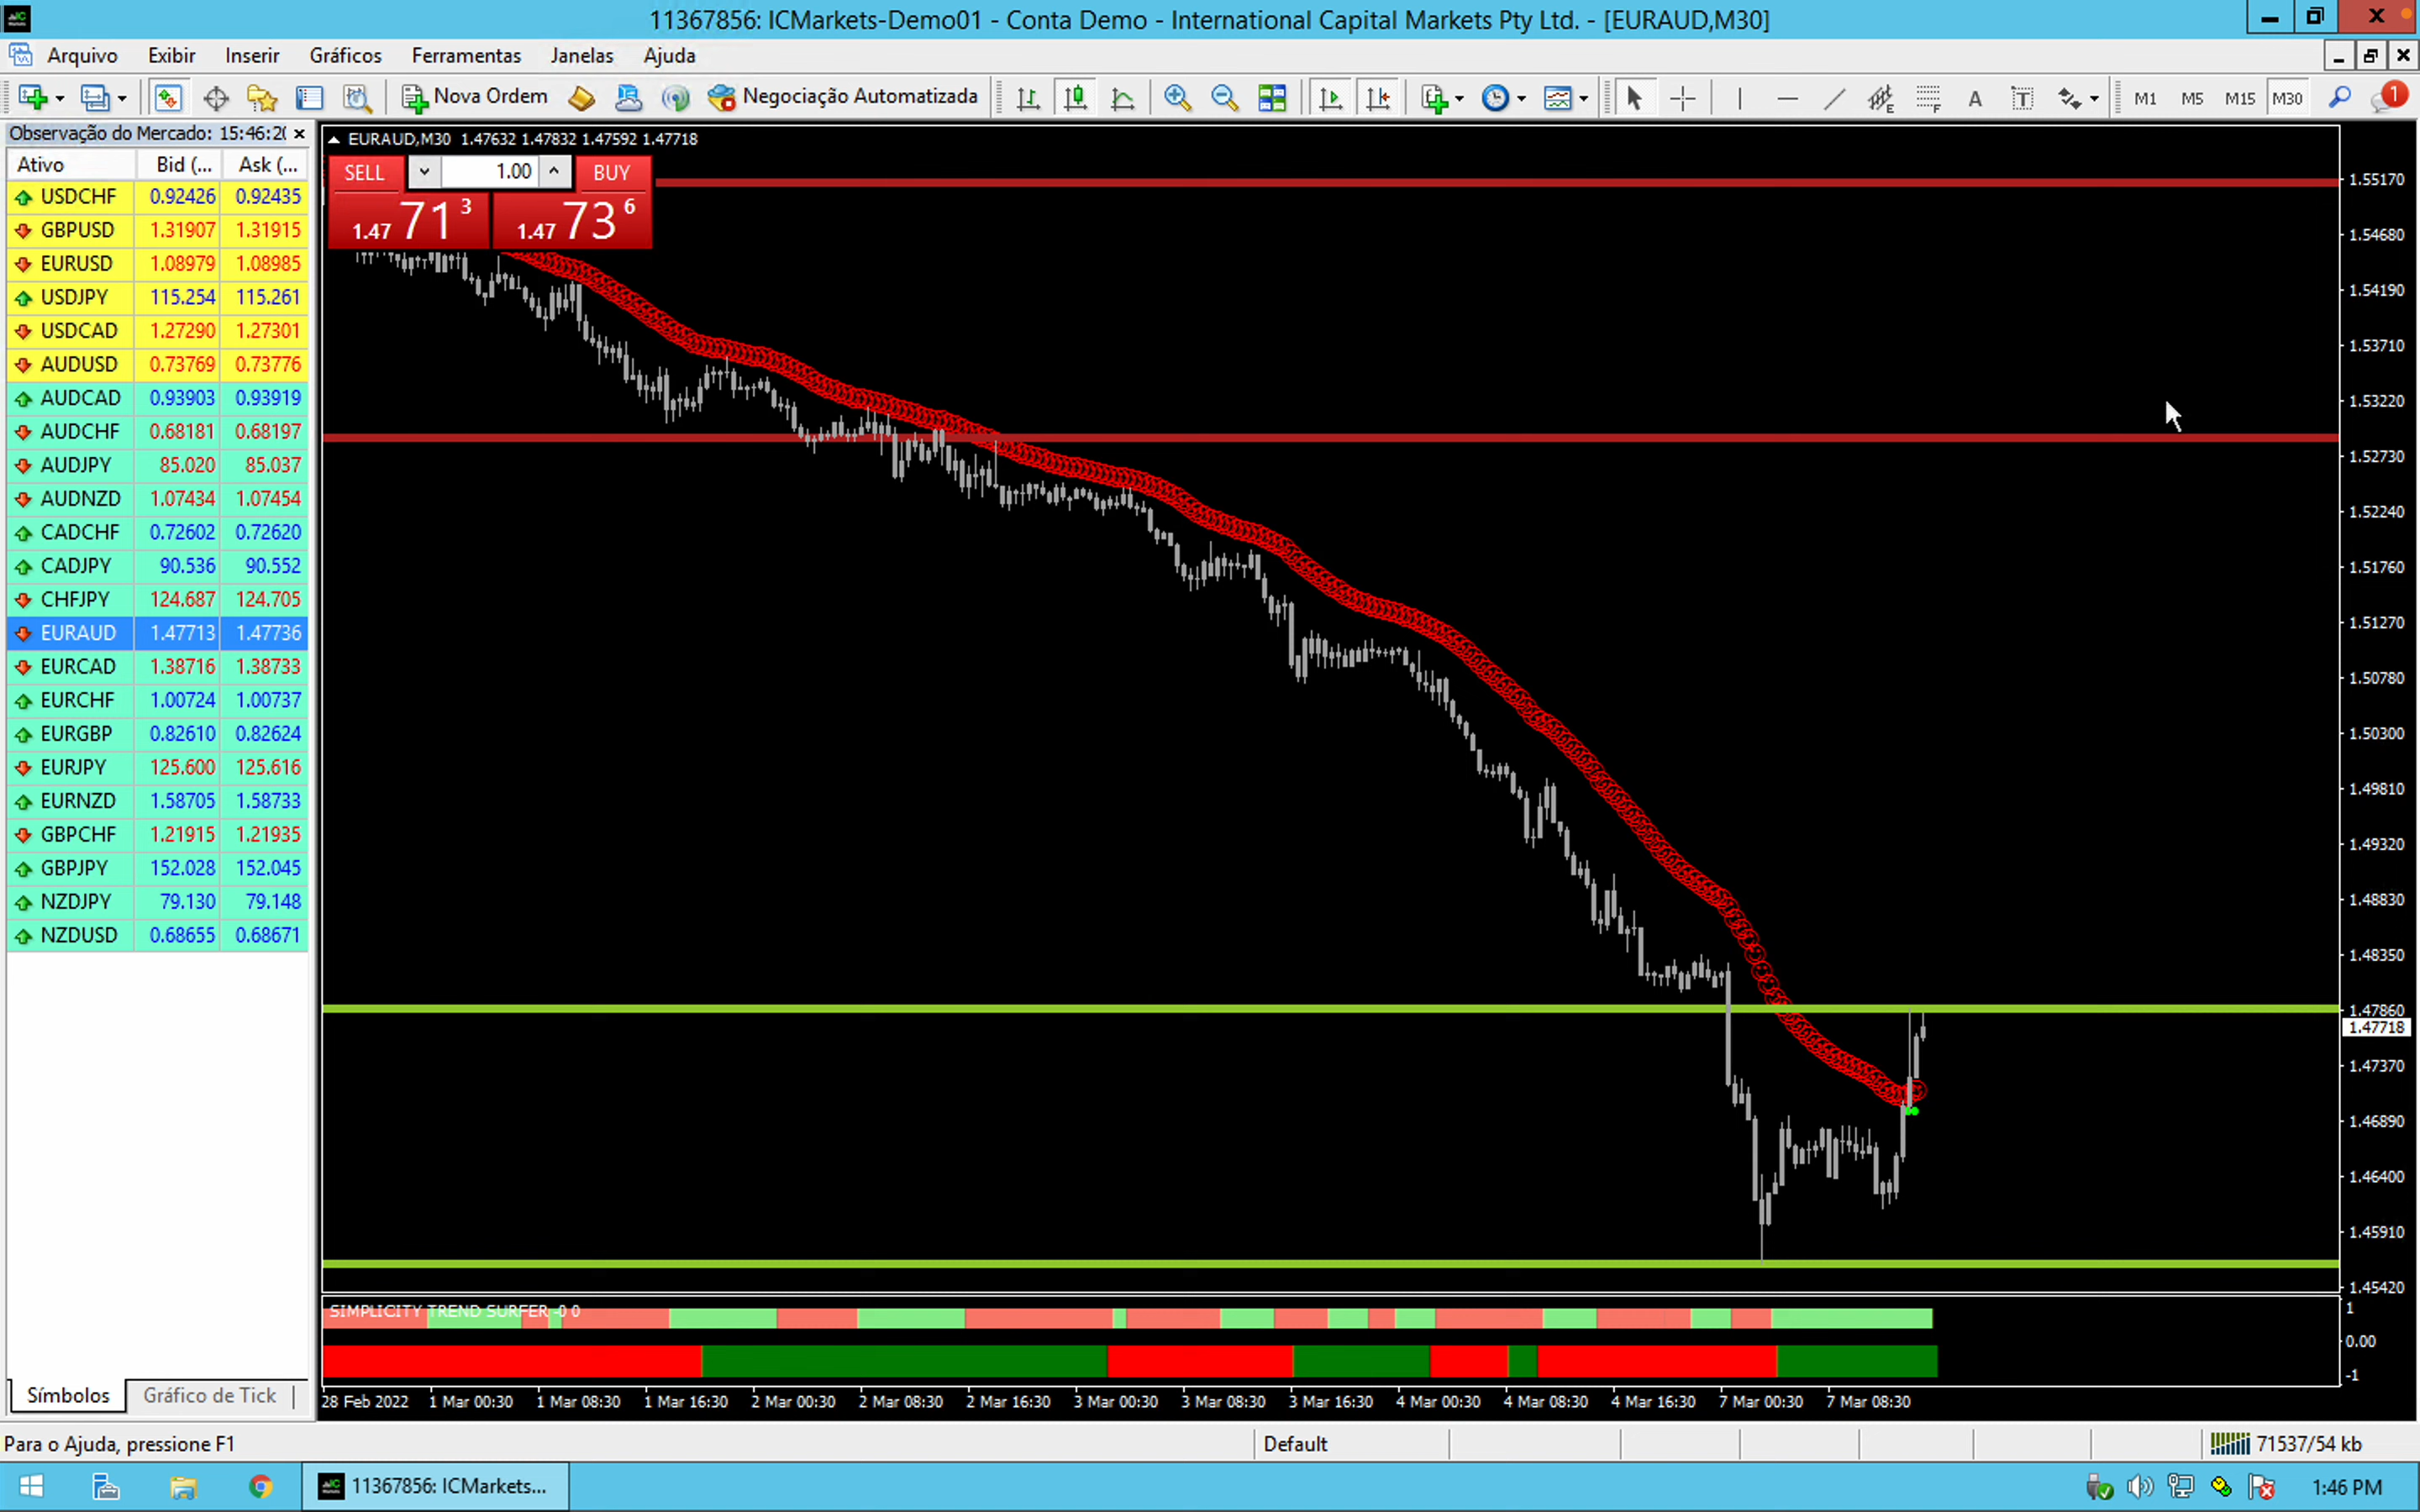 11367856: ICMarkets-Demo01 - Conta Demo - International Capital Markets Pty Ltd. - [EURAUD,M30]
Arquivo Exibir Inserir Gráficos Ferramentas Janelas Ajuda
Nova Ordem Negociação Automatizada A T M1 M5 M15 M30 1
Observação do Mercado: 15:46:20
Ativo Bid (... Ask (...
USDCHF 0.92426 0.92435
GBPUSD 1.31907 1.31915
EURUSD 1.08979 1.08985
USDJPY 115.254 115.261
USDCAD 1.27290 1.27301
AUDUSD 0.73769 0.73776
AUDCAD 0.93903 0.93919
AUDCHF 0.68181 0.68197
AUDJPY 85.020 85.037
AUDNZD 1.07434 1.07454
CADCHF 0.72602 0.72620
CADJPY 90.536 90.552
CHFJPY 124.687 124.705
EURAUD 1.47713 1.47736
EURCAD 1.38716 1.38733
EURCHF 1.00724 1.00737
EURGBP 0.82610 0.82624
EURJPY 125.600 125.616
EURNZD 1.58705 1.58733
GBPCHF 1.21915 1.21935
GBPJPY 152.028 152.045
NZDJPY 79.130 79.148
NZDUSD 0.68655 0.68671
Símbolos Gráfico de Tick
EURAUD,M30 1.47632 1.47832 1.47592 1.47718
SELL 1.00 BUY
1.47 71 3 1.47 73 6
1.55170
1.54680
1.54190
1.53710
1.53220
1.52730
1.52240
1.51760
1.51270
1.50780
1.50300
1.49810
1.49320
1.48830
1.48350
1.47860
1.47718
1.47370
1.46890
1.46400
1.45910
1.45420
SIMPLICITY TREND SURFER -0 0
1
0.00
-1
28 Feb 2022 1 Mar 00:30 1 Mar 08:30 1 Mar 16:30 2 Mar 00:30 2 Mar 08:30 2 Mar 16:30 3 Mar 00:30 3 Mar 08:30 3 Mar 16:30 4 Mar 00:30 4 Mar 08:30 4 Mar 16:30 7 Mar 00:30 7 Mar 08:30
Para o Ajuda, pressione F1 Default 71537/54 kb
11367856: ICMarkets... 1:46 PM